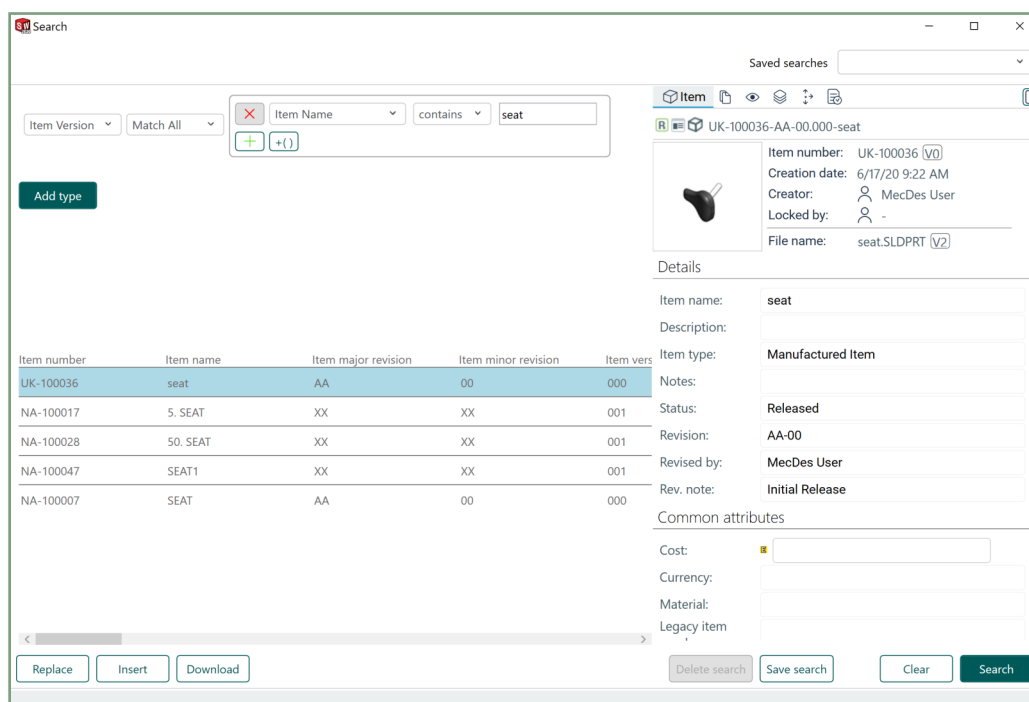 Search
Saved searches
Item Version Match All Item Name contains seat
+()
Add type
Item number Item name Item major revision Item minor revision Item vers
UK-100036 seat AA 00 000
NA-100017 5. SEAT XX XX 001
NA-100028 50. SEAT XX XX 001
NA-100047 SEAT1 XX XX 001
NA-100007 SEAT AA 00 000
Replace Insert Download
Item
R UK-100036-AA-00.000-seat
Item number: UK-100036 V0
Creation date: 6/17/20 9:22 AM
Creator: MecDes User
Locked by: -
File name: seat.SLDPRT V2
Details
Item name: seat
Description:
Item type: Manufactured Item
Notes:
Status: Released
Revision: AA-00
Revised by: MecDes User
Rev. note: Initial Release
Common attributes
Cost:
Currency:
Material:
Legacy item
Delete search Save search Clear Search